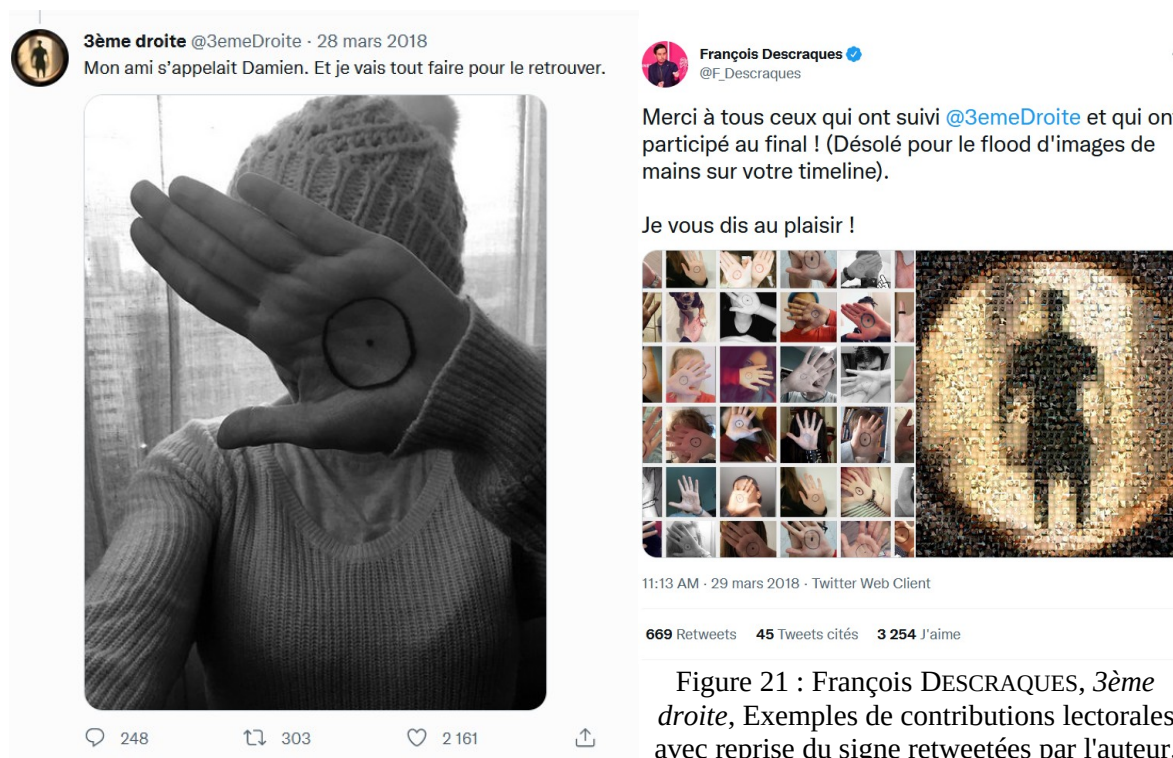 3ème droite @3emeDroite · 28 mars 2018
Mon ami s’appelait Damien. Et je vais tout faire pour le retrouver.
248 303 2 161
François Descraques
@F_Descraques
Merci à tous ceux qui ont suivi @3emeDroite et qui on
participé au final ! (Désolé pour le flood d'images de
mains sur votre timeline).
Je vous dis au plaisir !
11:13 AM · 29 mars 2018 · Twitter Web Client
669 Retweets 45 Tweets cités 3 254 J'aime
Figure 21 : François DESCRAQUES, 3ème
droite, Exemples de contributions lectorales
avec reprise du signe retweetées par l'auteur.